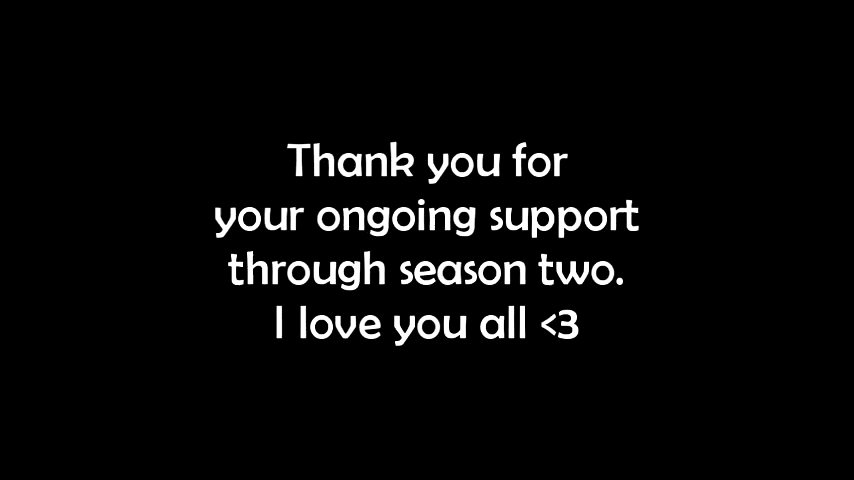 Thank you for
your ongoing support
through season two.
I love you all <3